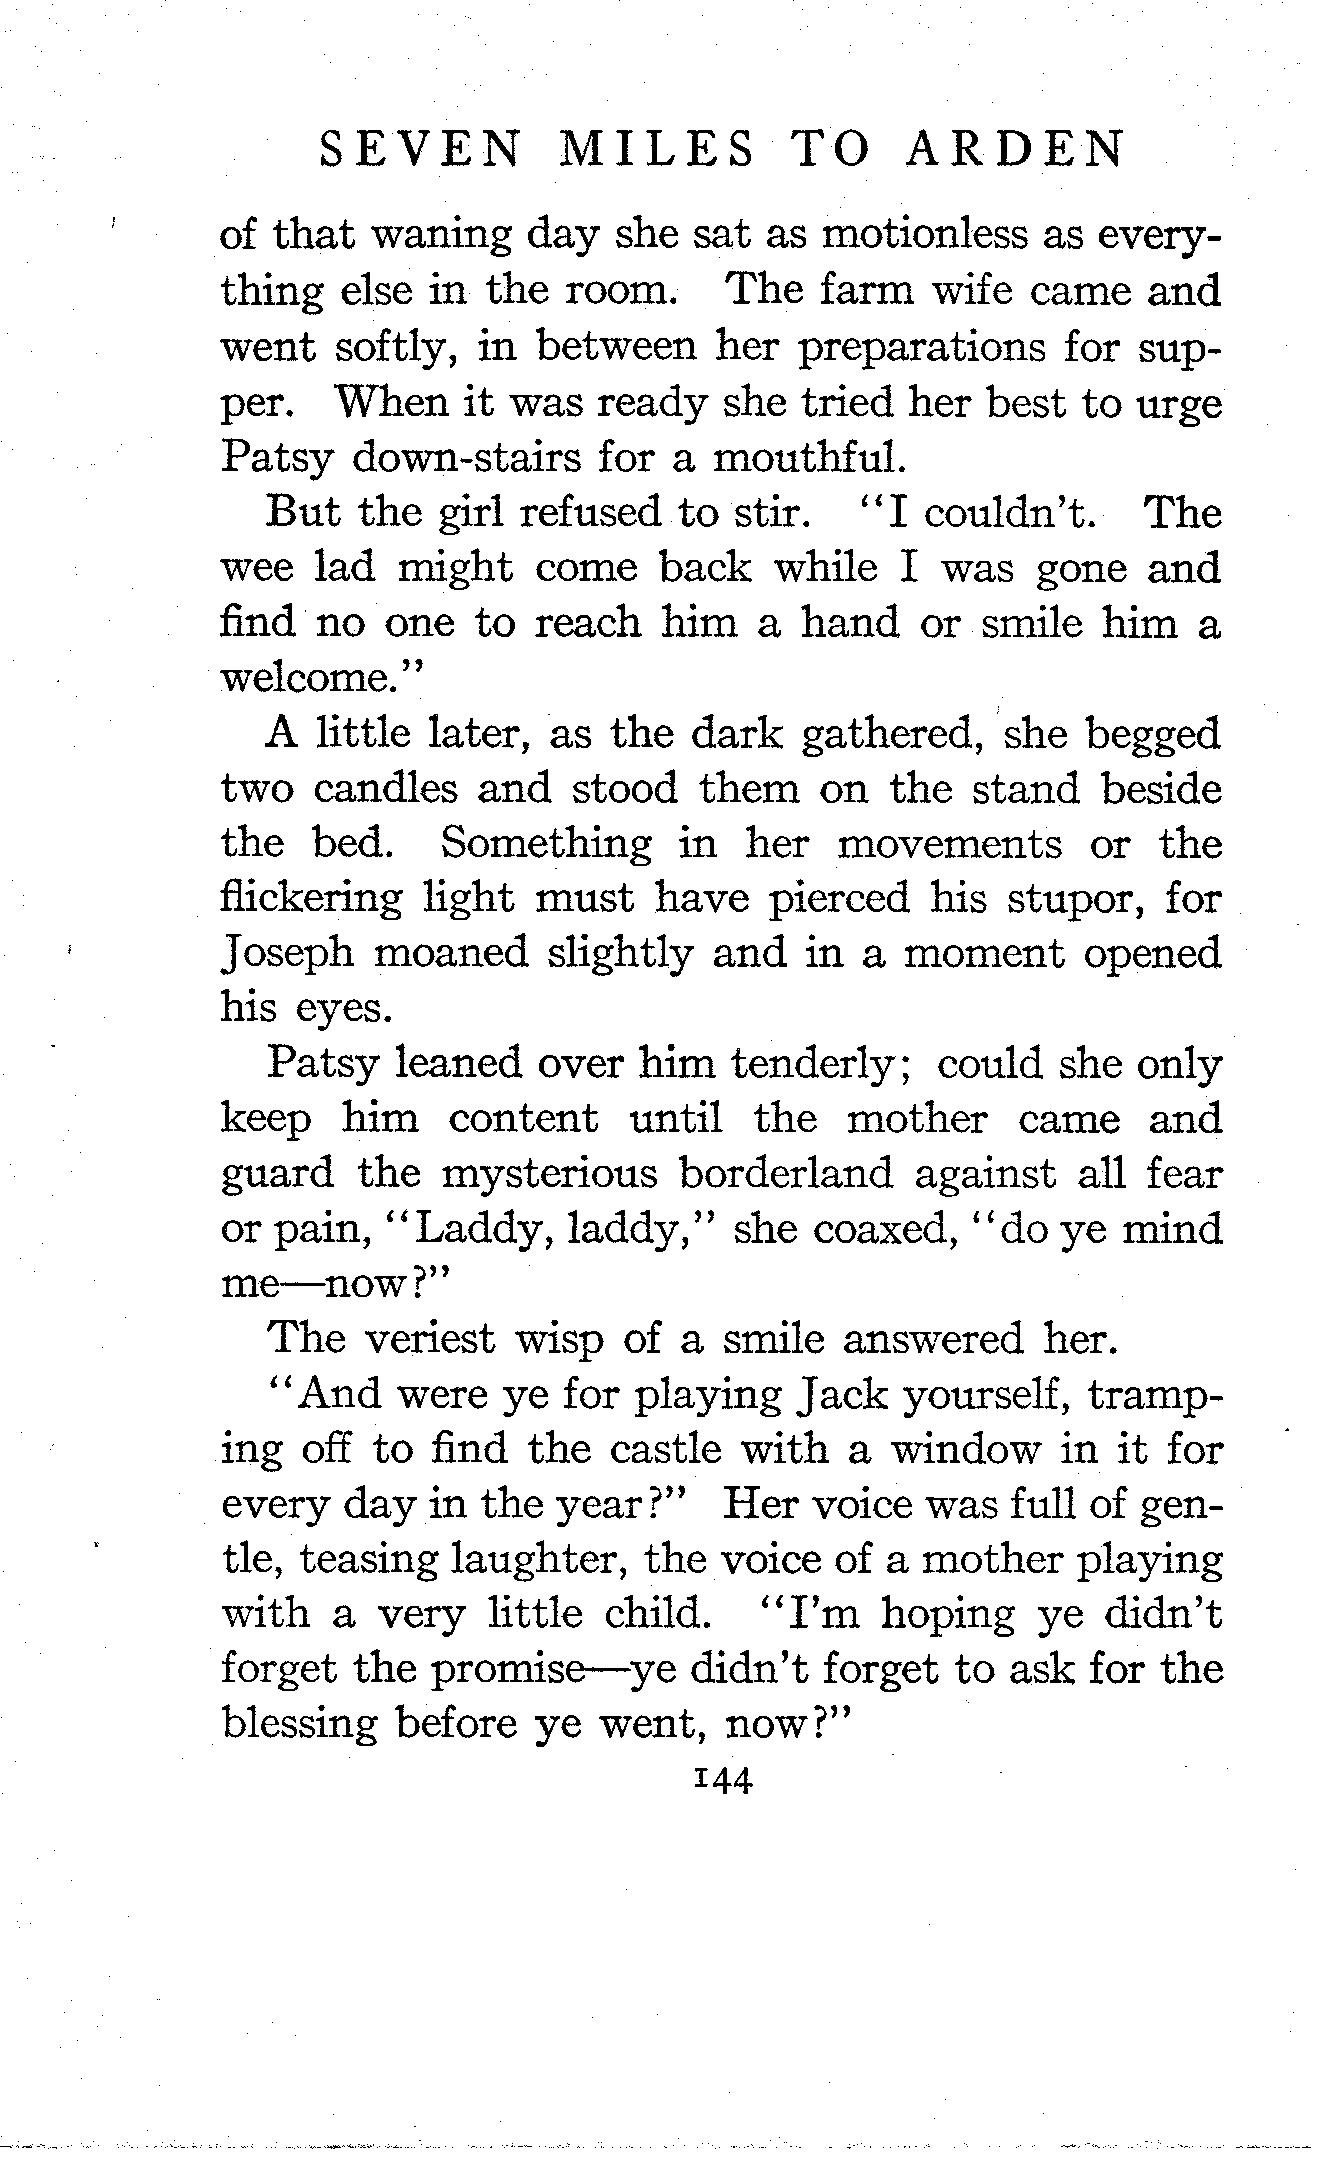 SEVEN MILES TO ARDEN
of that waning day she sat as motionless as every-
thing else in the room. The farm wife came and
went softly, in between her preparations for sup-
per. When it was ready she tried her best to urge
Patsy down-stairs for a mouthful.
But the girl refused to stir. "I couldn't. The
wee lad might come back while I was gone and
find no one to reach him a hand or smile him a
welcome."
A little later, as the dark gathered, she begged
two candles and stood them on the stand beside
the bed. Something in her movements or the
flickering light must have pierced his stupor, for
Joseph moaned slightly and in a moment opened
his eyes.
Patsy leaned over him tenderly; could she only
keep him content until the mother came and
guard the mysterious borderland against all fear
or pain, "Laddy, laddy," she coaxed, "do ye mind
me—now?"
The veriest wisp of a smile answered her.
"And were ye for playing Jack yourself, tramp-
ing off to find the castle with a window in it for
every day in the year?" Her voice was full of gen-
tle, teasing laughter, the voice of a mother playing
with a very little child. "I'm hoping ye didn't
forget the promise—ye didn't forget to ask for the
blessing before ye went, now?"
144